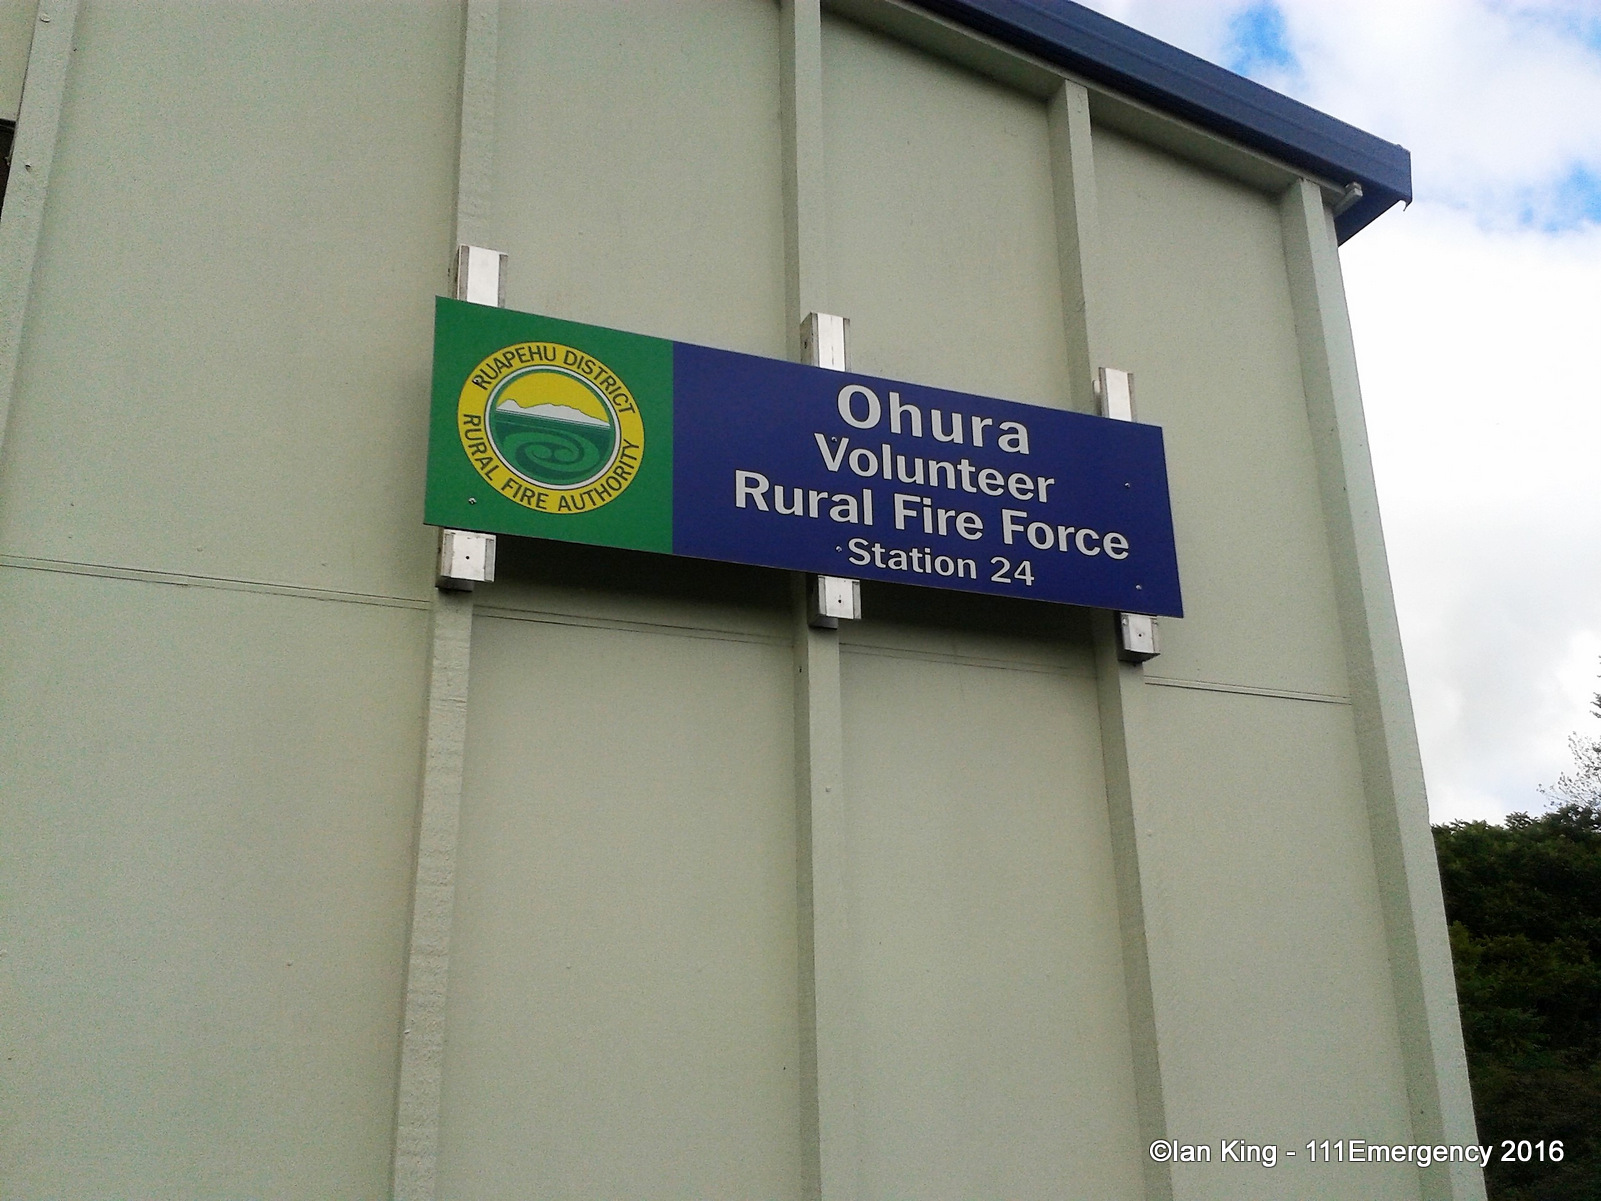 RUAPEHU DISTRICT
RURAL FIRE AUTHORITY
Ohura
Volunteer
Rural Fire Force
Station 24
©Ian King - 111Emergency 2016